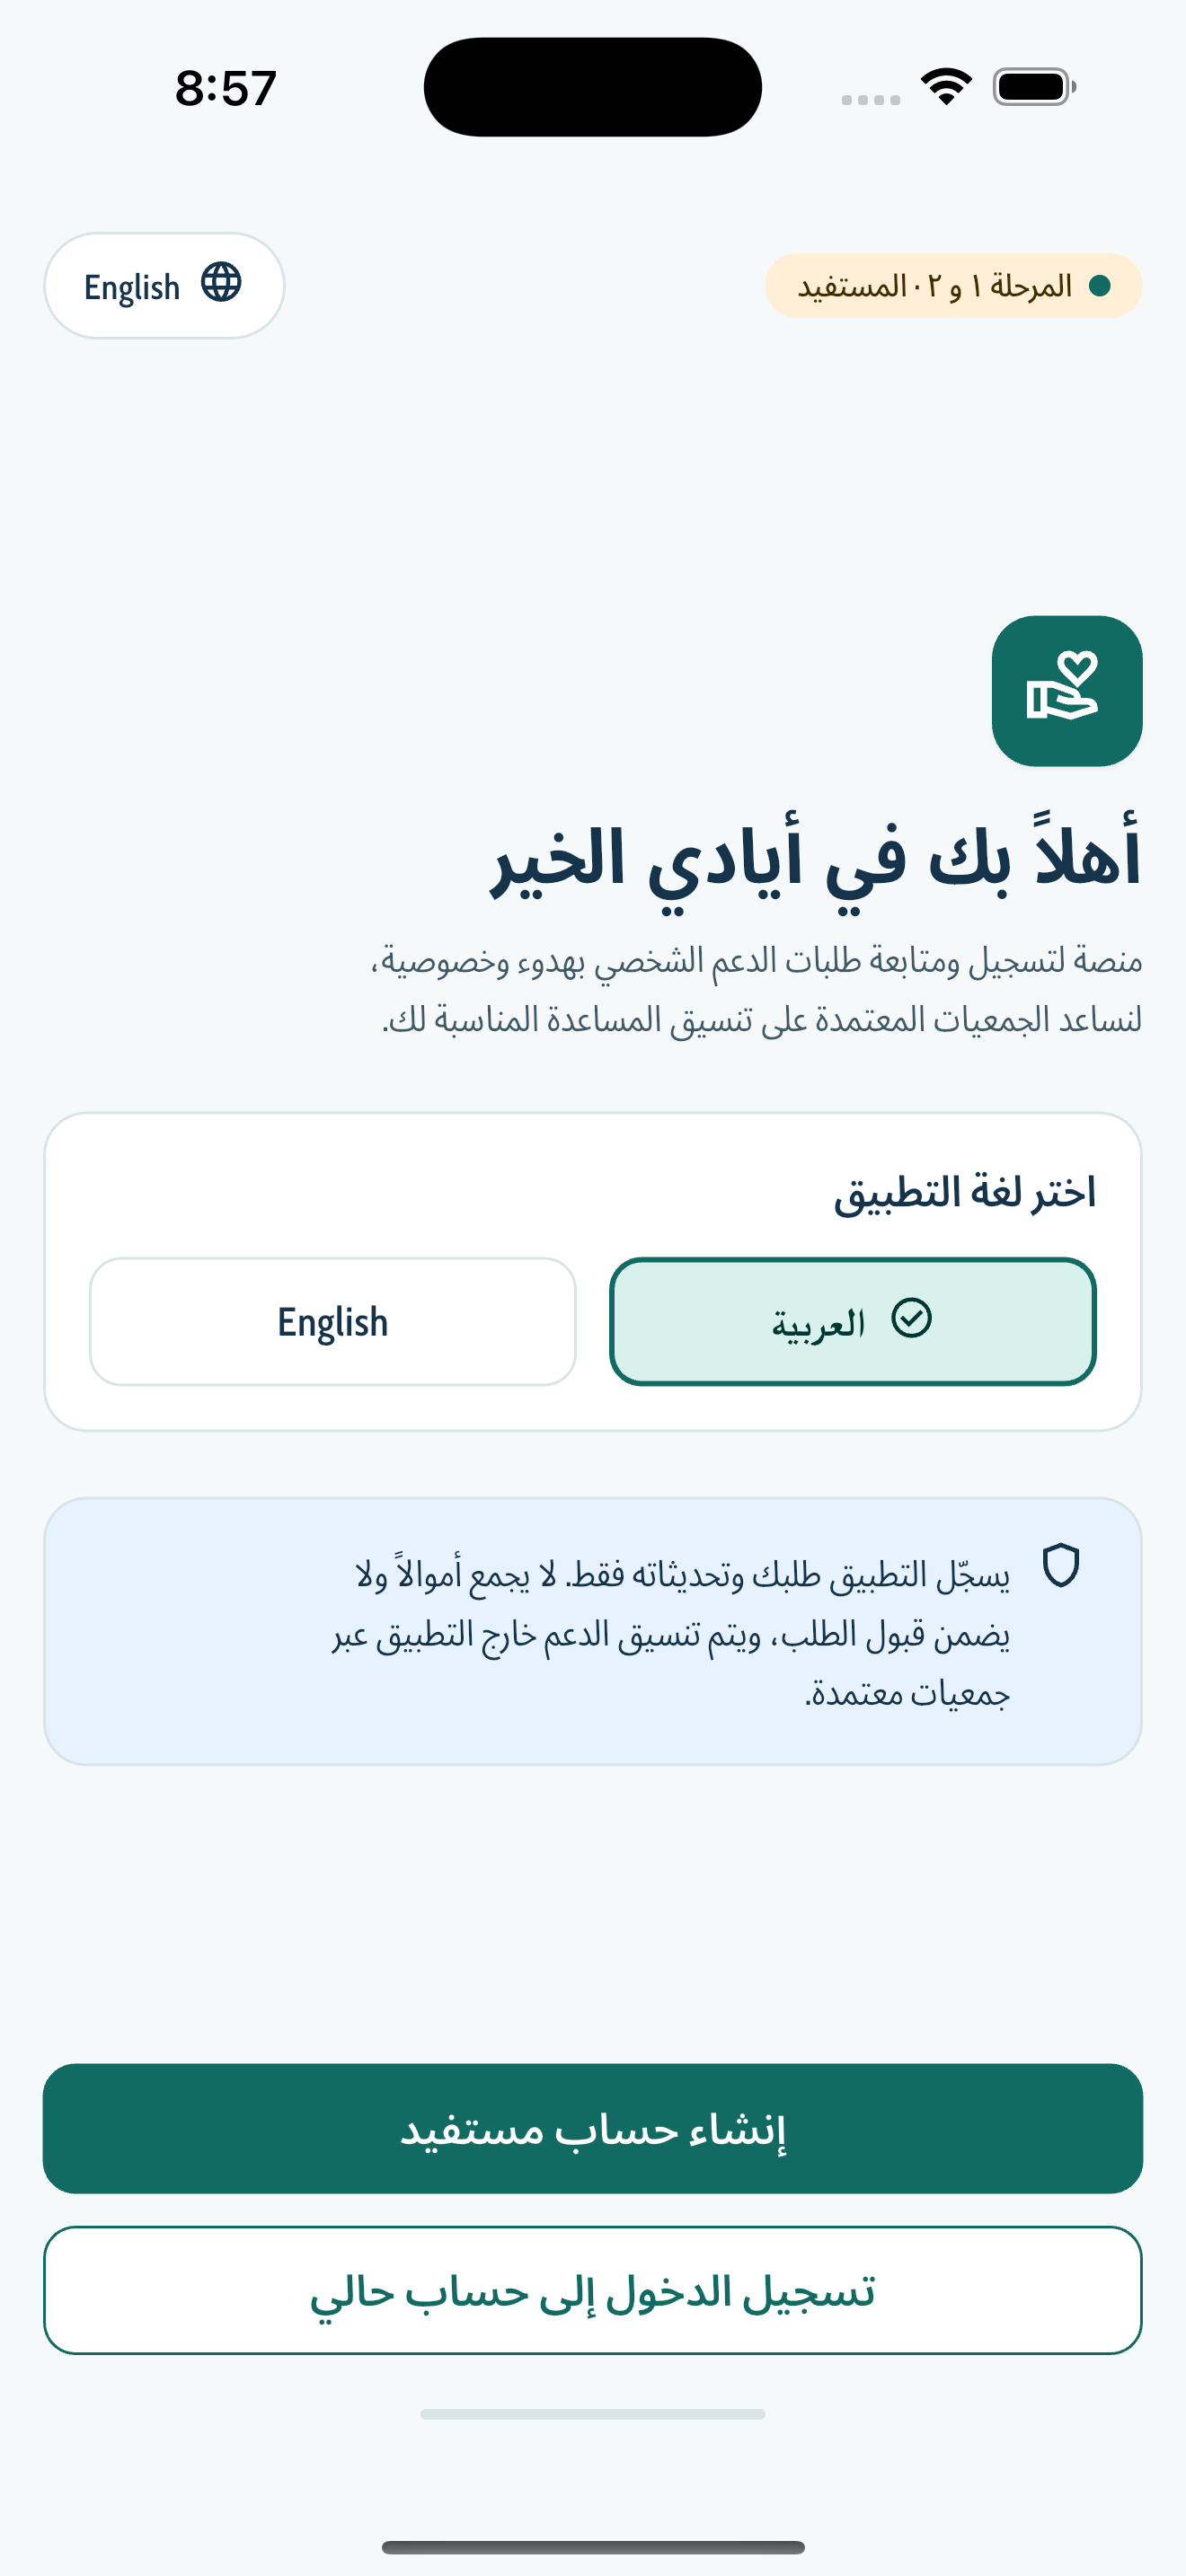 8:57
المرحلة ١ و ٢ · المستفيد
English
أهلاً بك في أيادي الخير
منصة لتسجيل ومتابعة طلبات الدعم الشخصي بهدوء وخصوصية،
لنساعد الجمعيات المعتمدة على تنسيق المساعدة المناسبة لك.
اختر لغة التطبيق
العربية
English
يسجّل التطبيق طلبك وتحديثاته فقط. لا يجمع أموالاً ولا
يضمن قبول الطلب، ويتم تنسيق الدعم خارج التطبيق عبر
جمعيات معتمدة.
إنشاء حساب مستفيد
تسجيل الدخول إلى حساب حالي